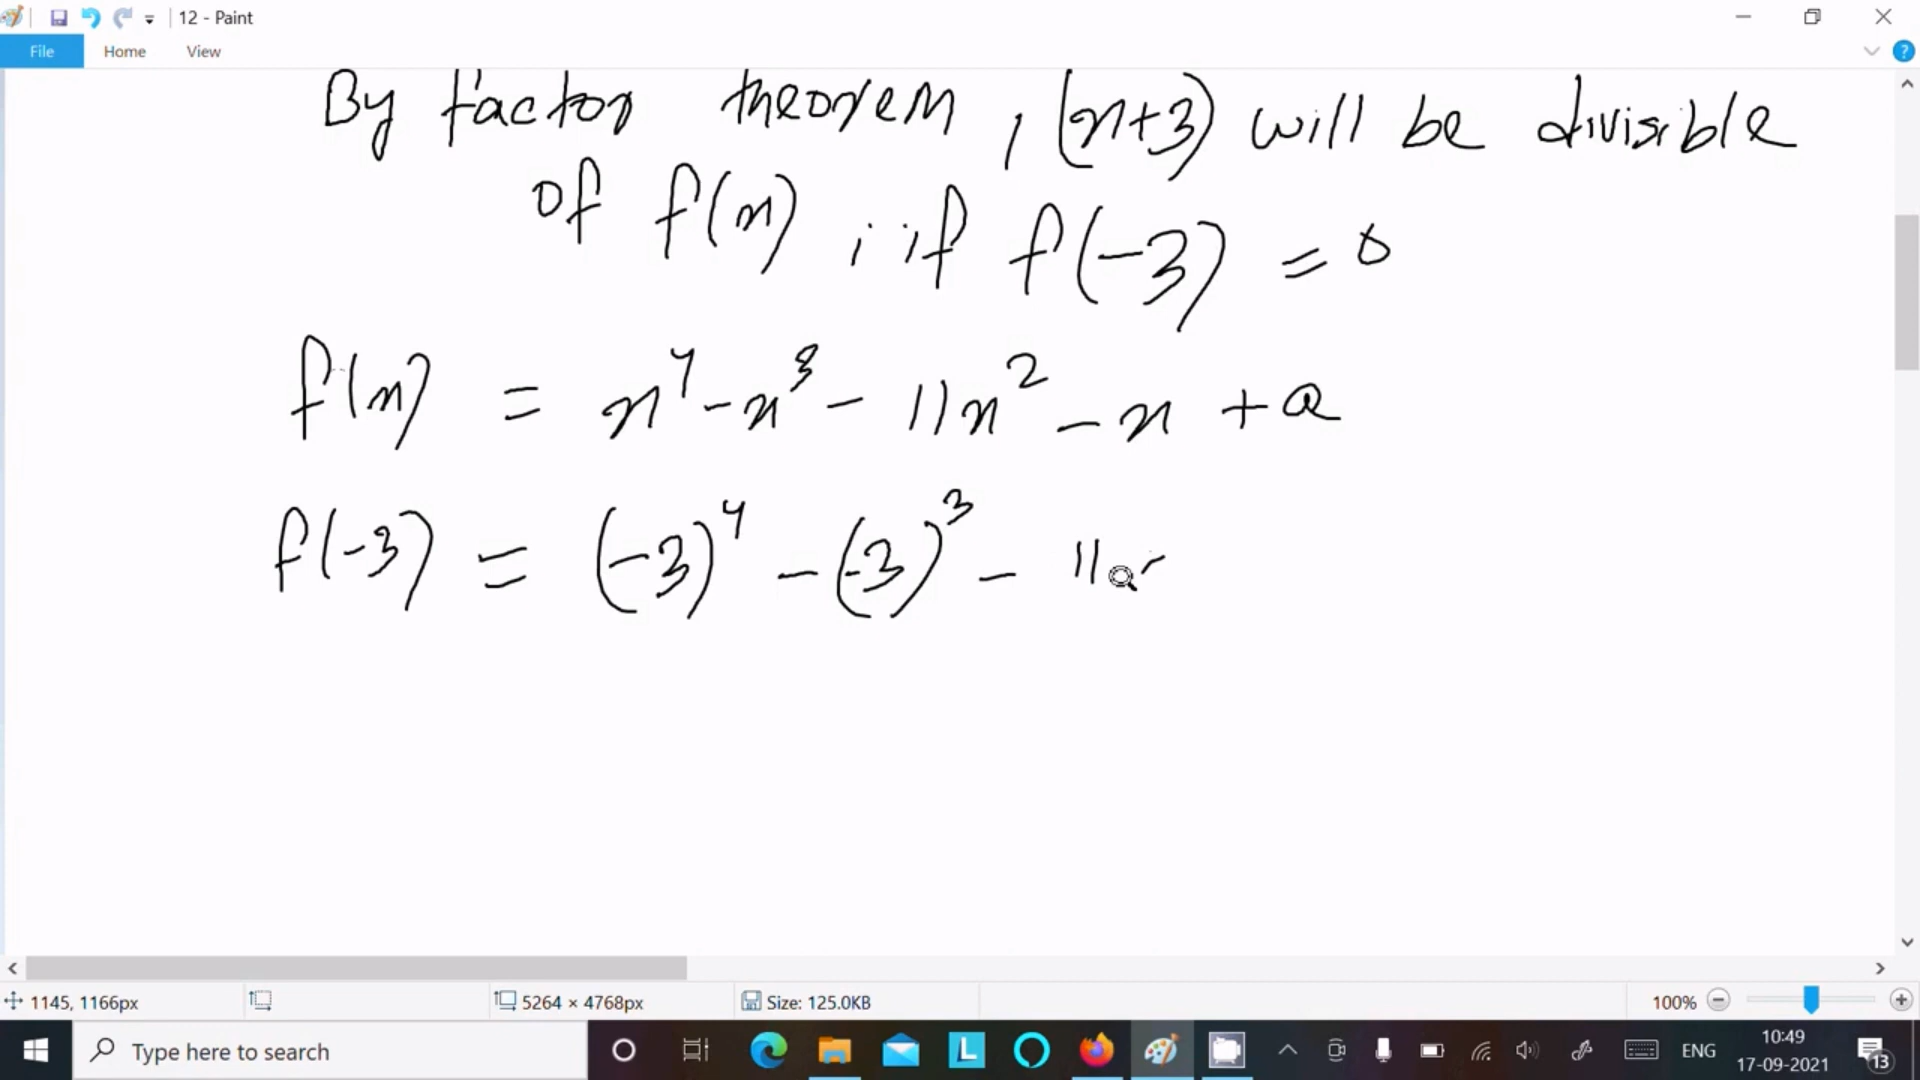 12 - Paint
File Home View
By factor theorem, (x+3) will be divisible
of f(x), if f(-3) = 0
f(x) = x⁴ - x³ - 11x² - x + a
f(-3) = (-3)⁴ - (-3)³ - 11
1145, 1166px 5264 × 4768px Size: 125.0KB 100%
Type here to search L ENG 10:49
17-09-2021 13